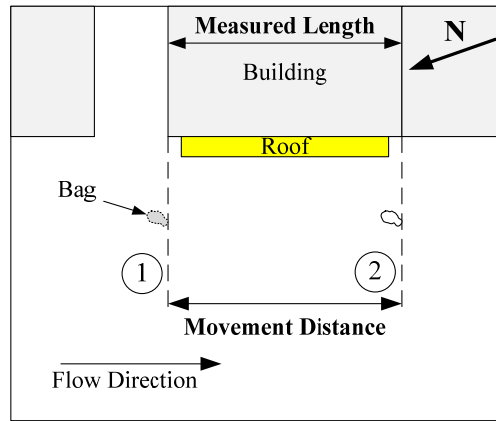 Measured Length
N
Building
Roof
Bag
1
2
Movement Distance
Flow Direction